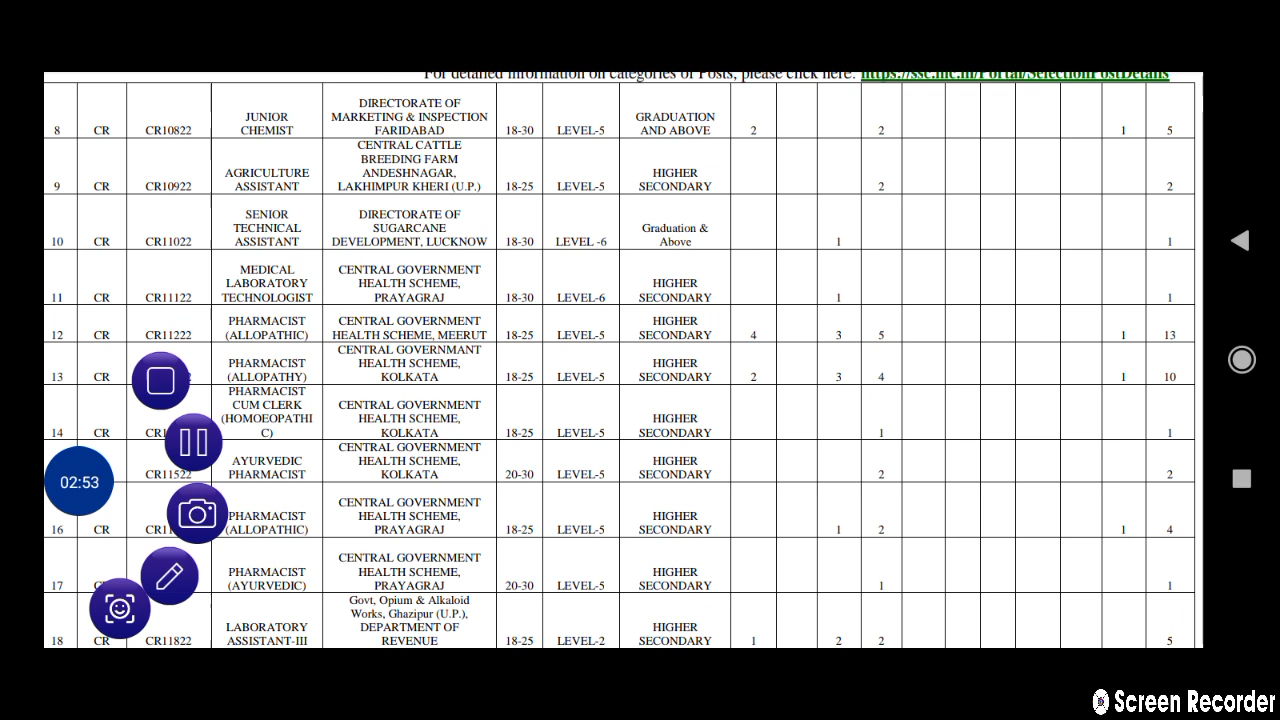 For detailed information on categories of Posts, please click here: https://ssc.nic.in/Portal/SelectionPostDetails
8 CR CR10822 JUNIOR CHEMIST DIRECTORATE OF MARKETING & INSPECTION FARIDABAD 18-30 LEVEL-5 GRADUATION AND ABOVE 2 2 1 5
9 CR CR10922 AGRICULTURE ASSISTANT CENTRAL CATTLE BREEDING FARM ANDESHNAGAR, LAKHIMPUR KHERI (U.P.) 18-25 LEVEL-5 HIGHER SECONDARY 2 2
10 CR CR11022 SENIOR TECHNICAL ASSISTANT DIRECTORATE OF SUGARCANE DEVELOPMENT, LUCKNOW 18-30 LEVEL -6 Graduation & Above 1 1
11 CR CR11122 MEDICAL LABORATORY TECHNOLOGIST CENTRAL GOVERNMENT HEALTH SCHEME, PRAYAGRAJ 18-30 LEVEL-6 HIGHER SECONDARY 1 1
12 CR CR11222 PHARMACIST (ALLOPATHIC) CENTRAL GOVERNMENT HEALTH SCHEME, MEERUT 18-25 LEVEL-5 HIGHER SECONDARY 4 3 5 1 13
13 CR PHARMACIST (ALLOPATHY) CENTRAL GOVERNMANT HEALTH SCHEME, KOLKATA 18-25 LEVEL-5 HIGHER SECONDARY 2 3 4 1 10
14 CR PHARMACIST CUM CLERK (HOMOEOPATHI C) CENTRAL GOVERNMENT HEALTH SCHEME, KOLKATA 18-25 LEVEL-5 HIGHER SECONDARY 1 1
CR11522 AYURVEDIC PHARMACIST CENTRAL GOVERNMENT HEALTH SCHEME, KOLKATA 20-30 LEVEL-5 HIGHER SECONDARY 2 2
02:53
16 CR PHARMACIST (ALLOPATHIC) CENTRAL GOVERNMENT HEALTH SCHEME, PRAYAGRAJ 18-25 LEVEL-5 HIGHER SECONDARY 1 2 1 4
17 PHARMACIST (AYURVEDIC) CENTRAL GOVERNMENT HEALTH SCHEME, PRAYAGRAJ 20-30 LEVEL-5 HIGHER SECONDARY 1 1
18 CR CR11822 LABORATORY ASSISTANT-III Govt, Opium & Alkaloid Works, Ghazipur (U.P.), DEPARTMENT OF REVENUE 18-25 LEVEL-2 HIGHER SECONDARY 1 2 2 5
Screen Recorder